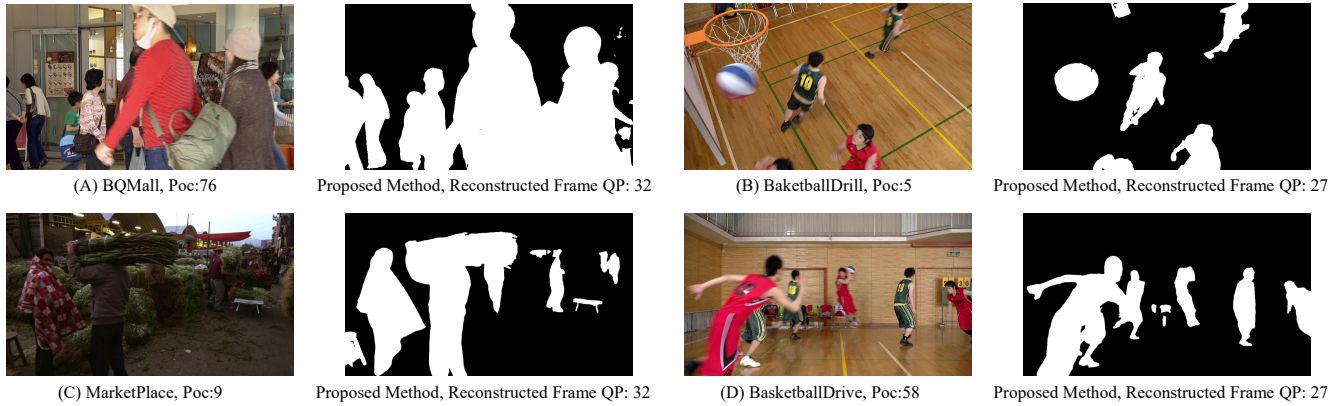 (A) BQMall, Poc:76
Proposed Method, Reconstructed Frame QP: 32
(B) BaketballDrill, Poc:5
Proposed Method, Reconstructed Frame QP: 27
10
(C) MarketPlace, Poc:9
Proposed Method, Reconstructed Frame QP: 32
(D) BasketballDrive, Poc:58
Proposed Method, Reconstructed Frame QP: 27